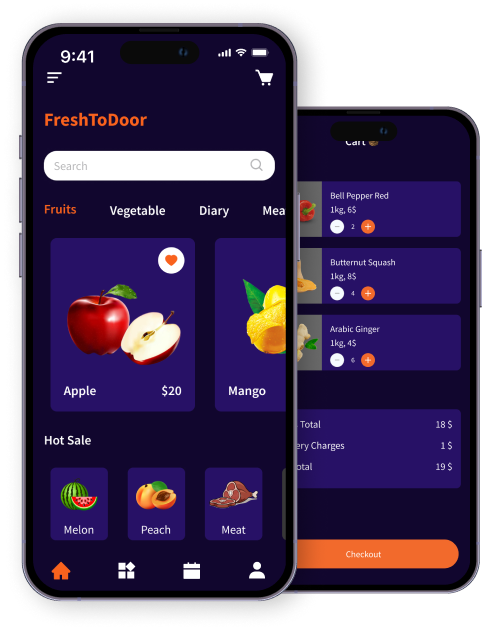 9:41
FreshToDoor
Search
Fruits Vegetable Diary Mea
Apple $20
Mango
Hot Sale
Melon Peach Meat
Cart
Bell Pepper Red
1kg, 6$
2
Butternut Squash
1kg, 8$
4
Arabic Ginger
1kg, 4$
6
Total 18 $
ery Charges 1 $
otal 19 $
Checkout